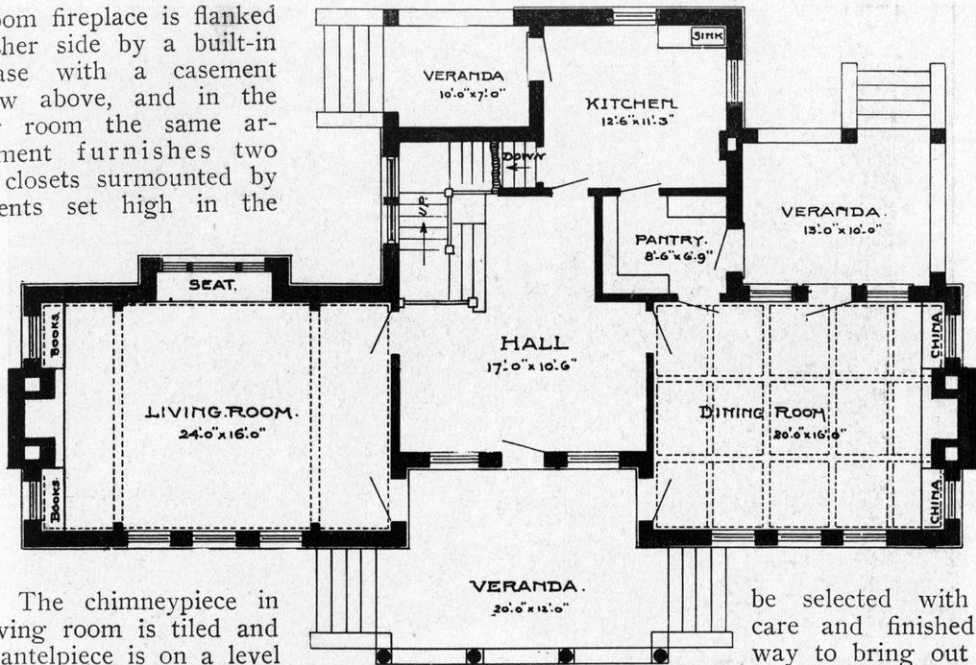 oom fireplace is flanked
ther side by a built-in
ase with a casement
w above, and in the
room the same ar-
ment furnishes two
closets surmounted by
ents set high in the
VERANDA
10'0"x7'0"
KITCHEN
12'6"x11'3"
SINK
DOWN
UP
PANTRY.
8'-6"x6'-9"
VERANDA.
13'0"x10'0"
SEAT.
BOOKS
LIVING ROOM.
24'0"x16'0"
BOOKS
HALL
17'0"x10'6
DINING ROOM
20'0"x16'0"
CHINA
CHINA
VERANDA.
20'0"x12'0"
The chimneypiece in
ving room is tiled and
antelpiece is on a level
be selected with
care and finished
way to bring out